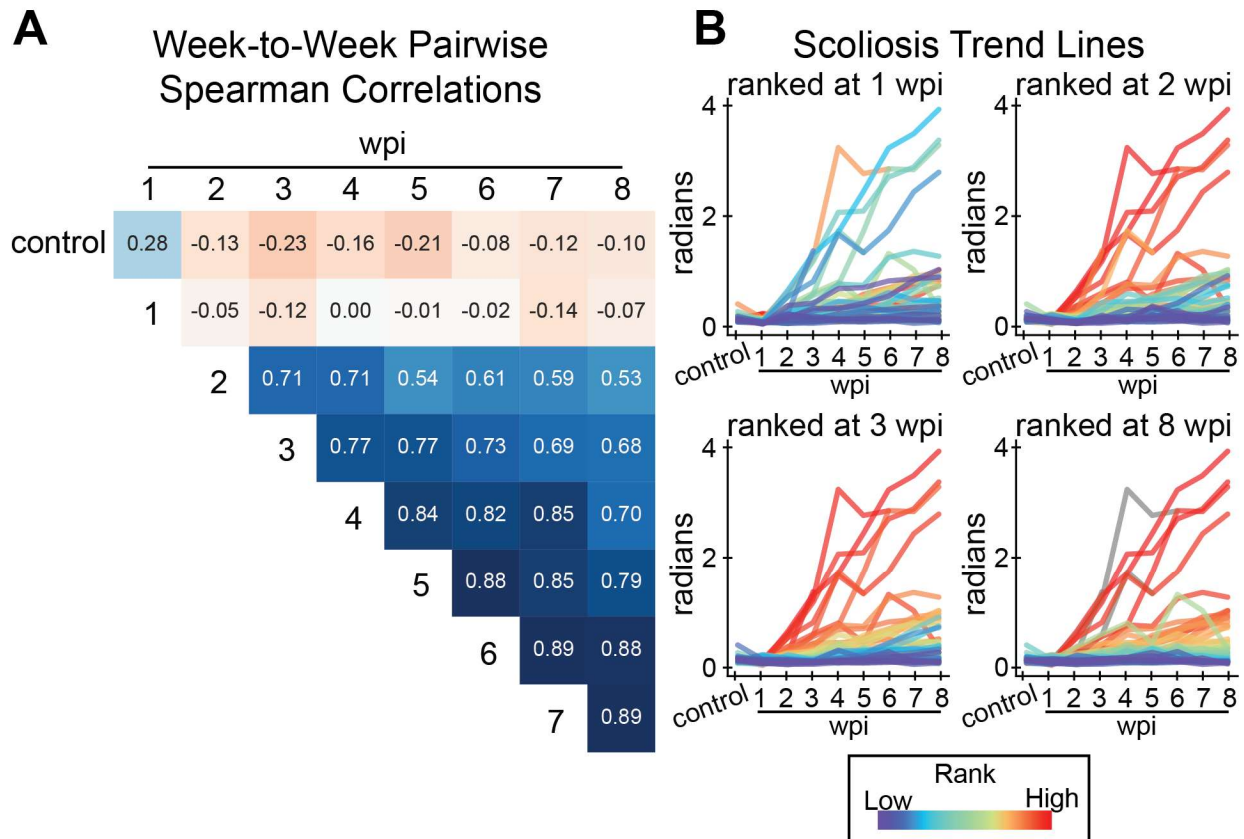 A
Week-to-Week Pairwise
Spearman Correlations
wpi
1 2 3 4 5 6 7 8
control 0.28 -0.13 -0.23 -0.16 -0.21 -0.08 -0.12 -0.10
1 -0.05 -0.12 0.00 -0.01 -0.02 -0.14 -0.07
2 0.71 0.71 0.54 0.61 0.59 0.53
3 0.77 0.77 0.73 0.69 0.68
4 0.84 0.82 0.85 0.70
5 0.88 0.85 0.79
6 0.89 0.88
7 0.89
B
Scoliosis Trend Lines
ranked at 1 wpi
radians
4
2
0
control 1 2 3 4 5 6 7 8
wpi
ranked at 2 wpi
radians
4
2
0
control 1 2 3 4 5 6 7 8
wpi
ranked at 3 wpi
radians
4
2
0
control 1 2 3 4 5 6 7 8
wpi
ranked at 8 wpi
radians
4
2
0
control 1 2 3 4 5 6 7 8
wpi
Rank
Low High